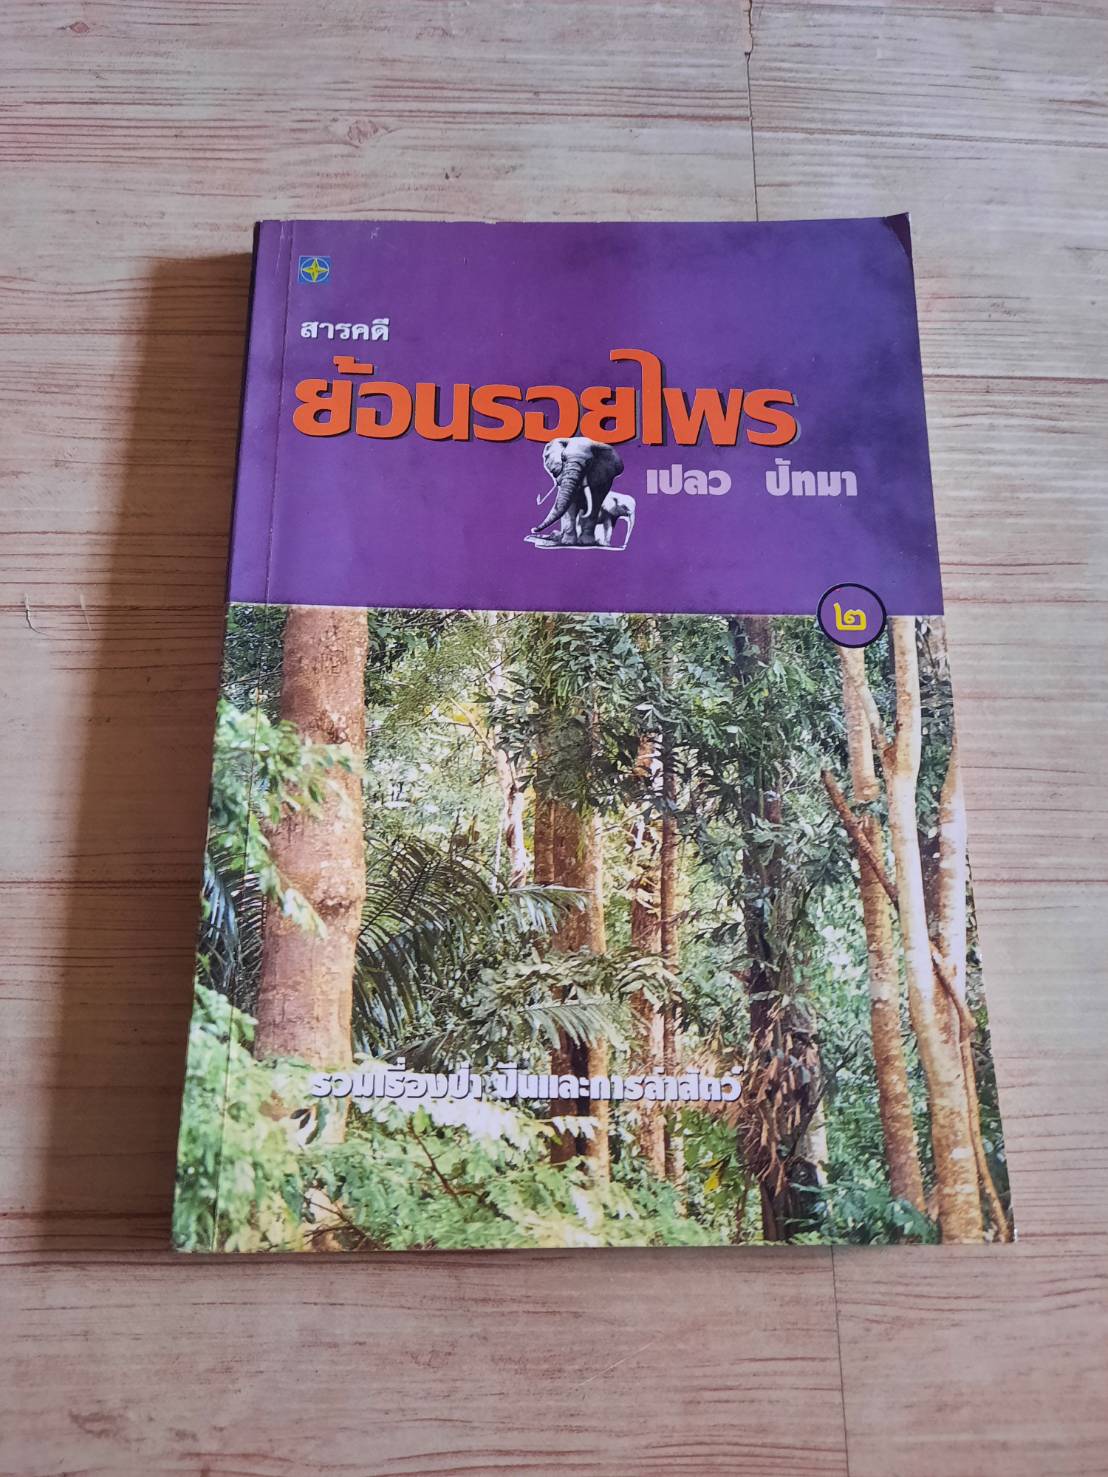 สารคดี
ย้อนรอยไพร
เปลว ปัทมา
๒
รวมเรื่องป่า ปืนและการล่าสัตว์